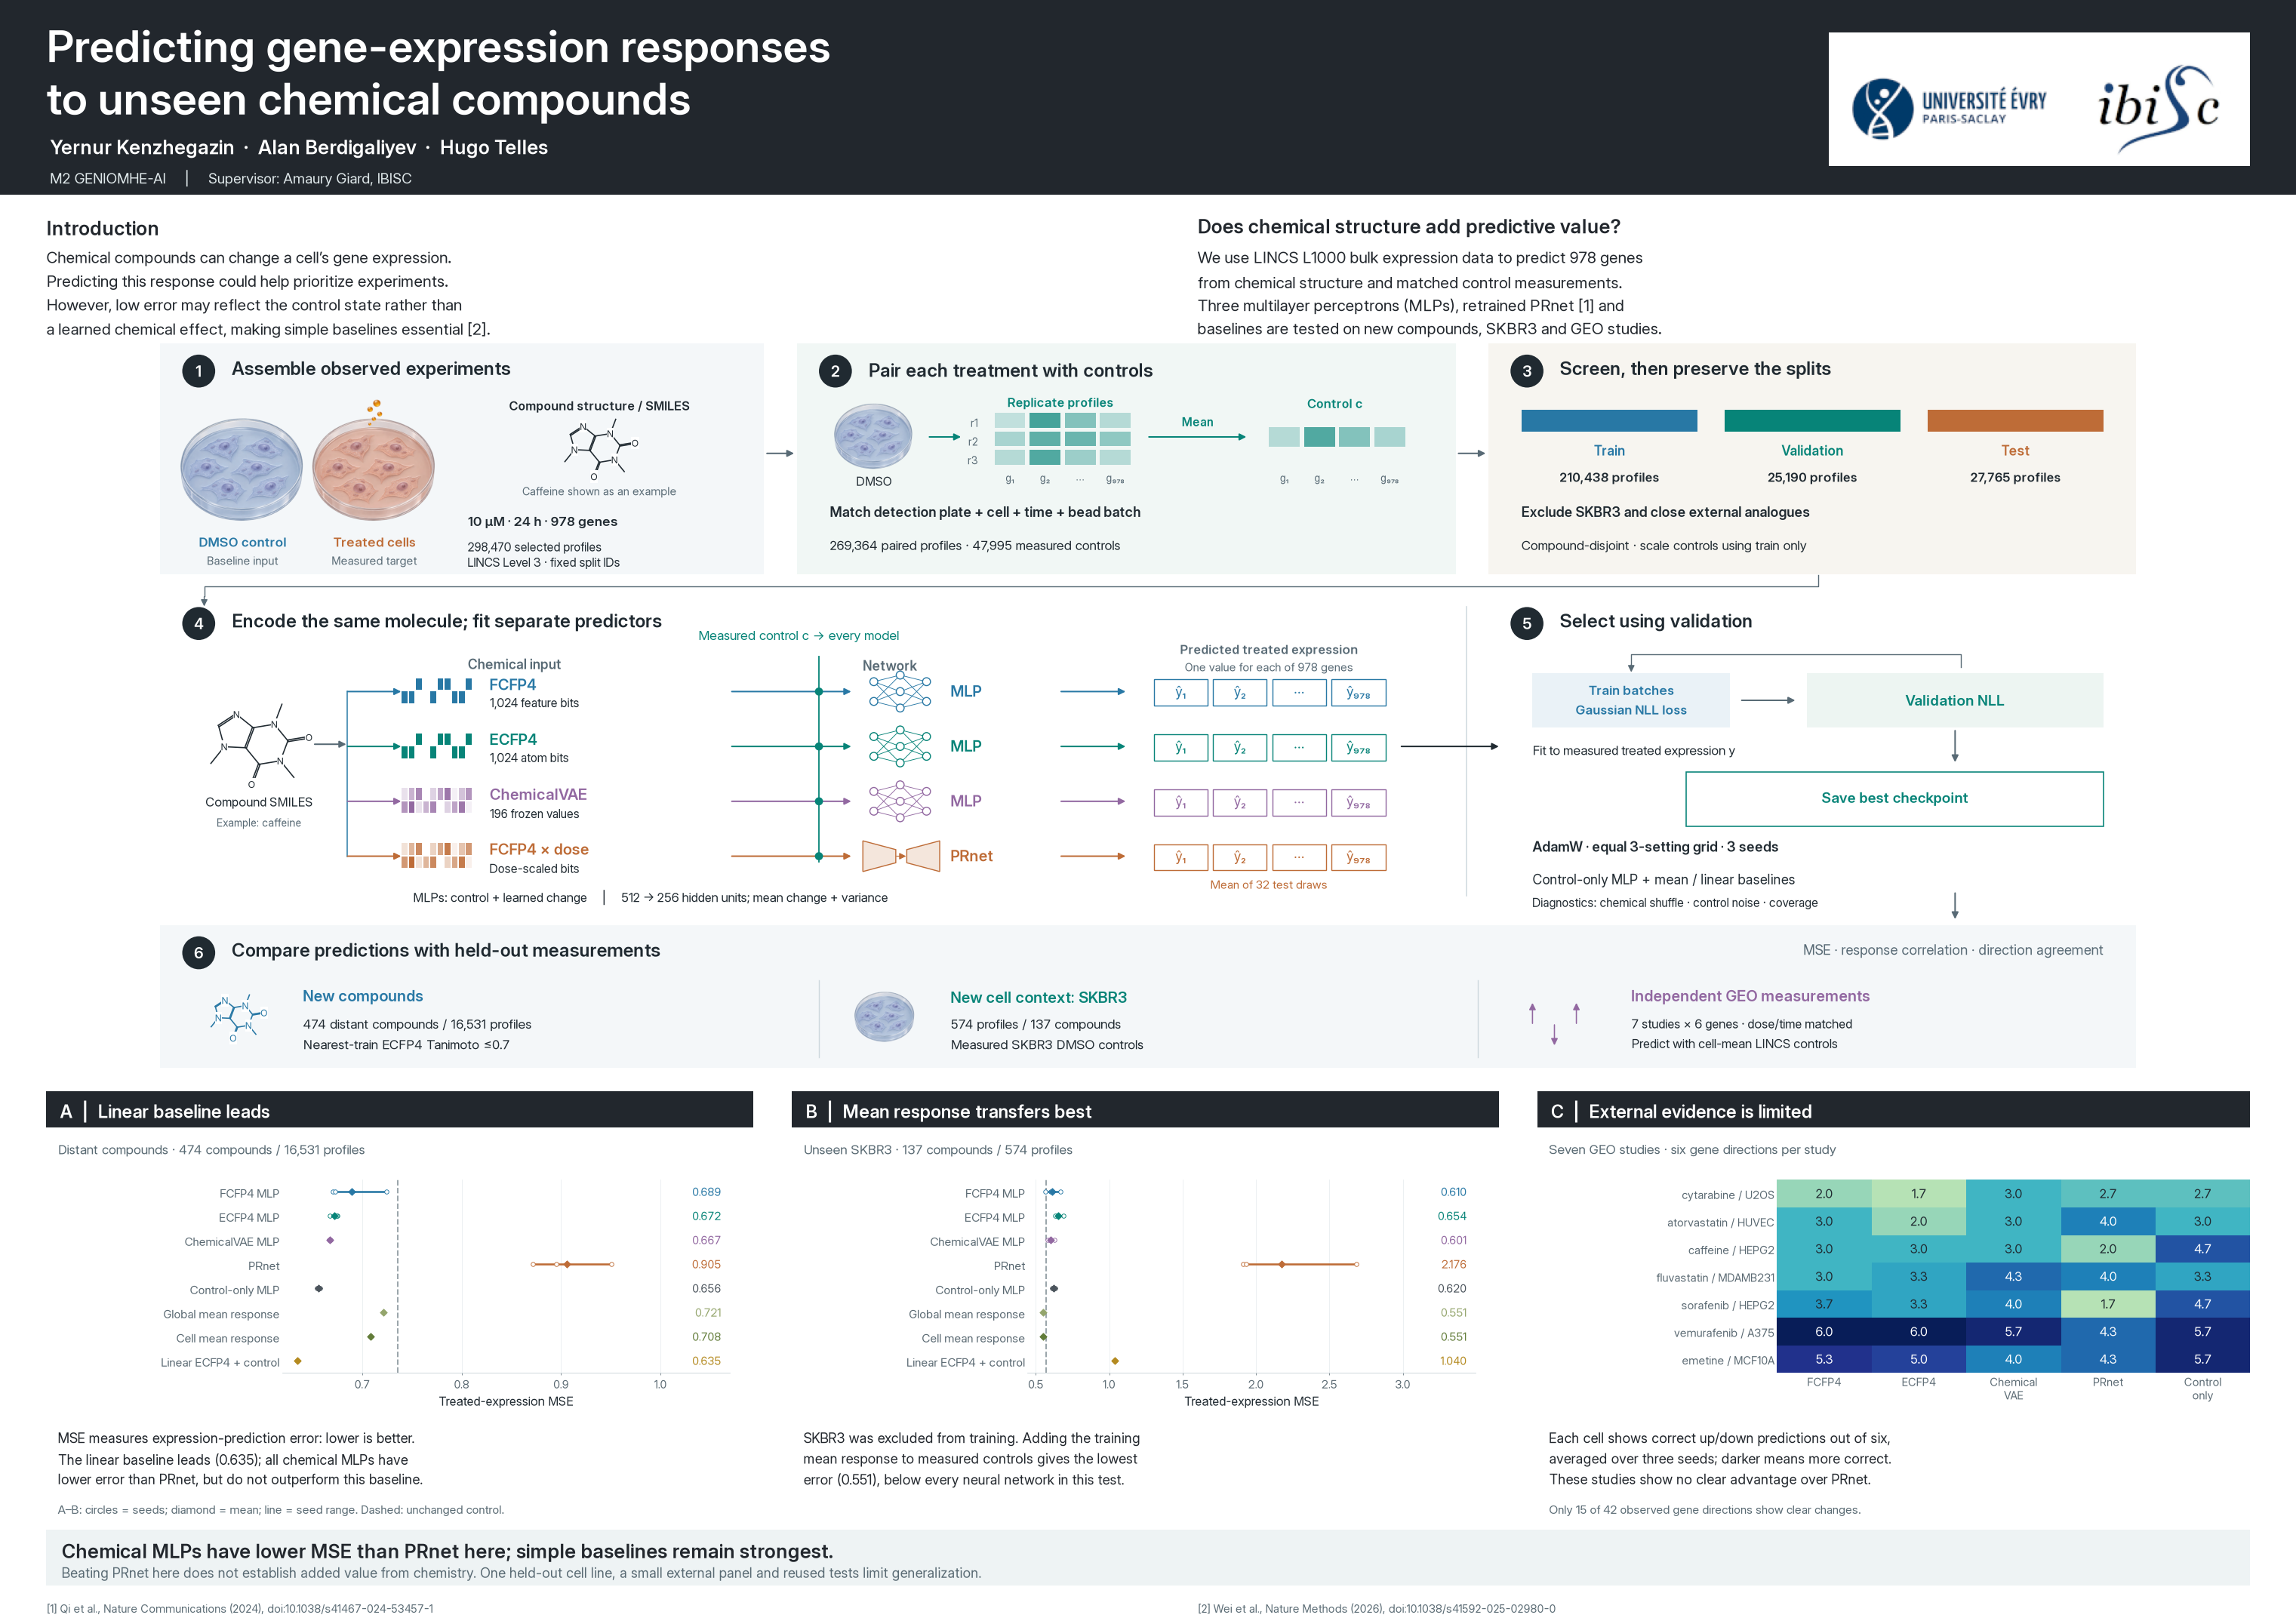 Predicting gene-expression responses
to unseen chemical compounds
Yernur Kenzhegazin · Alan Berdigaliyev · Hugo Telles
M2 GENIOMHE-AI | Supervisor: Amaury Giard, IBISC
UNIVERSITÉ ÉVRY
PARIS-SACLAY
ibisc
Introduction
Chemical compounds can change a cell's gene expression.
Predicting this response could help prioritize experiments.
However, low error may reflect the control state rather than
a learned chemical effect, making simple baselines essential [2].
Does chemical structure add predictive value?
We use LINCS L1000 bulk expression data to predict 978 genes
from chemical structure and matched control measurements.
Three multilayer perceptrons (MLPs), retrained PRnet [1] and
baselines are tested on new compounds, SKBR3 and GEO studies.
1 Assemble observed experiments
Compound structure / SMILES
N N N N O O
Caffeine shown as an example
10 µM · 24 h · 978 genes
298,470 selected profiles
LINCS Level 3 · fixed split IDs
DMSO control
Baseline input
Treated cells
Measured target
2 Pair each treatment with controls
DMSO
Replicate profiles
r1
r2
r3
g₁ g₂ ... g₉₇₈
Mean
Control c
g₁ g₂ ... g₉₇₈
Match detection plate + cell + time + bead batch
269,364 paired profiles · 47,995 measured controls
3 Screen, then preserve the splits
Train Validation Test
210,438 profiles 25,190 profiles 27,765 profiles
Exclude SKBR3 and close external analogues
Compound-disjoint · scale controls using train only
4 Encode the same molecule; fit separate predictors
Measured control c → every model
Chemical input
Network
Predicted treated expression
One value for each of 978 genes
N N N N O O
Compound SMILES
Example: caffeine
FCFP4
1,024 feature bits
MLP
ŷ₁ ŷ₂ ... ŷ₉₇₈
ECFP4
1,024 atom bits
MLP
ŷ₁ ŷ₂ ... ŷ₉₇₈
ChemicalVAE
196 frozen values
MLP
ŷ₁ ŷ₂ ... ŷ₉₇₈
FCFP4 × dose
Dose-scaled bits
PRnet
ŷ₁ ŷ₂ ... ŷ₉₇₈
Mean of 32 test draws
MLPs: control + learned change | 512 → 256 hidden units; mean change + variance
5 Select using validation
Train batches
Gaussian NLL loss
Validation NLL
Fit to measured treated expression y
Save best checkpoint
AdamW · equal 3-setting grid · 3 seeds
Control-only MLP + mean / linear baselines
Diagnostics: chemical shuffle · control noise · coverage
6 Compare predictions with held-out measurements
MSE · response correlation · direction agreement
N N N N O O
New compounds
474 distant compounds / 16,531 profiles
Nearest-train ECFP4 Tanimoto ≤0.7
New cell context: SKBR3
574 profiles / 137 compounds
Measured SKBR3 DMSO controls
Independent GEO measurements
7 studies × 6 genes · dose/time matched
Predict with cell-mean LINCS controls
A | Linear baseline leads
Distant compounds · 474 compounds / 16,531 profiles
FCFP4 MLP 0.689
ECFP4 MLP 0.672
ChemicalVAE MLP 0.667
PRnet 0.905
Control-only MLP 0.656
Global mean response 0.721
Cell mean response 0.708
Linear ECFP4 + control 0.635
0.7 0.8 0.9 1.0
Treated-expression MSE
MSE measures expression-prediction error: lower is better.
The linear baseline leads (0.635); all chemical MLPs have
lower error than PRnet, but do not outperform this baseline.
A–B: circles = seeds; diamond = mean; line = seed range. Dashed: unchanged control.
B | Mean response transfers best
Unseen SKBR3 · 137 compounds / 574 profiles
FCFP4 MLP 0.610
ECFP4 MLP 0.654
ChemicalVAE MLP 0.601
PRnet 2.176
Control-only MLP 0.620
Global mean response 0.551
Cell mean response 0.551
Linear ECFP4 + control 1.040
0.5 1.0 1.5 2.0 2.5 3.0
Treated-expression MSE
SKBR3 was excluded from training. Adding the training
mean response to measured controls gives the lowest
error (0.551), below every neural network in this test.
C | External evidence is limited
Seven GEO studies · six gene directions per study
cytarabine / U2OS 2.0 1.7 3.0 2.7 2.7
atorvastatin / HUVEC 3.0 2.0 3.0 4.0 3.0
caffeine / HEPG2 3.0 3.0 3.0 2.0 4.7
fluvastatin / MDAMB231 3.0 3.3 4.3 4.0 3.3
sorafenib / HEPG2 3.7 3.3 4.0 1.7 4.7
vemurafenib / A375 6.0 6.0 5.7 4.3 5.7
emetine / MCF10A 5.3 5.0 4.0 4.3 5.7
FCFP4 ECFP4 Chemical PRnet Control
VAE only
Each cell shows correct up/down predictions out of six,
averaged over three seeds; darker means more correct.
These studies show no clear advantage over PRnet.
Only 15 of 42 observed gene directions show clear changes.
Chemical MLPs have lower MSE than PRnet here; simple baselines remain strongest.
Beating PRnet here does not establish added value from chemistry. One held-out cell line, a small external panel and reused tests limit generalization.
[1] Qi et al., Nature Communications (2024), doi:10.1038/s41467-024-53457-1
[2] Wei et al., Nature Methods (2026), doi:10.1038/s41592-025-02980-0